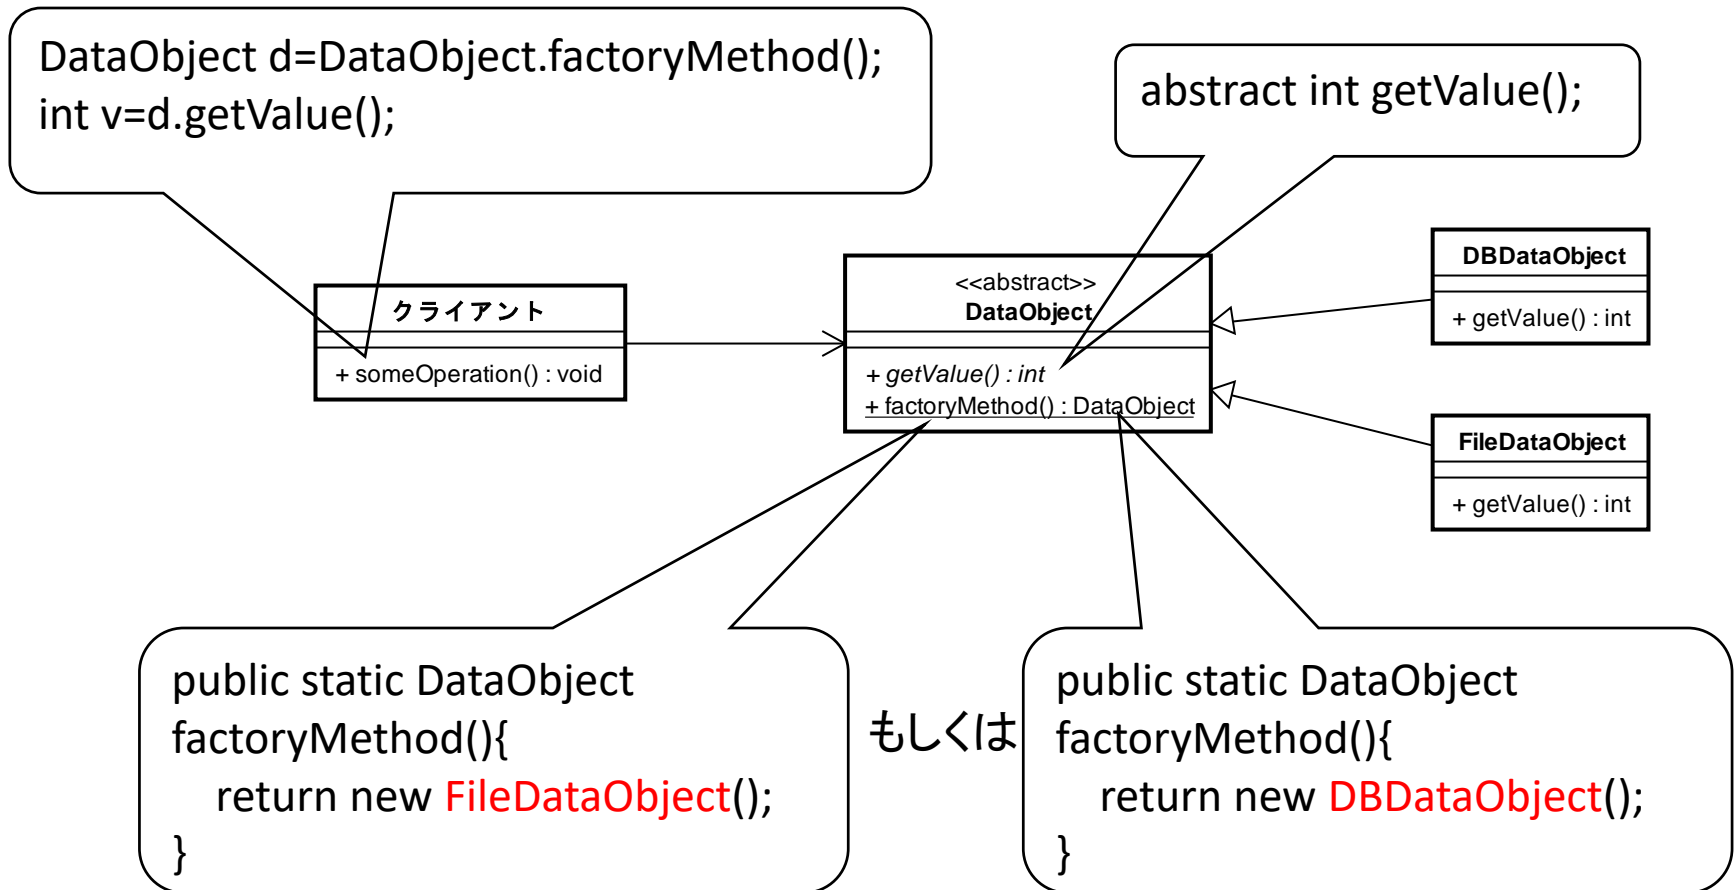 DataObject d=DataObject.factoryMethod();
int v=d.getValue();
abstract int getValue();
クライアント
+ someOperation() : void
<<abstract>>
DataObject
+ getValue() : int
+ factoryMethod() : DataObject
DBDataObject
+ getValue() : int
FileDataObject
+ getValue() : int
public static DataObject
factoryMethod(){
return new FileDataObject();
}
もしくは
public static DataObject
factoryMethod(){
return new DBDataObject();
}